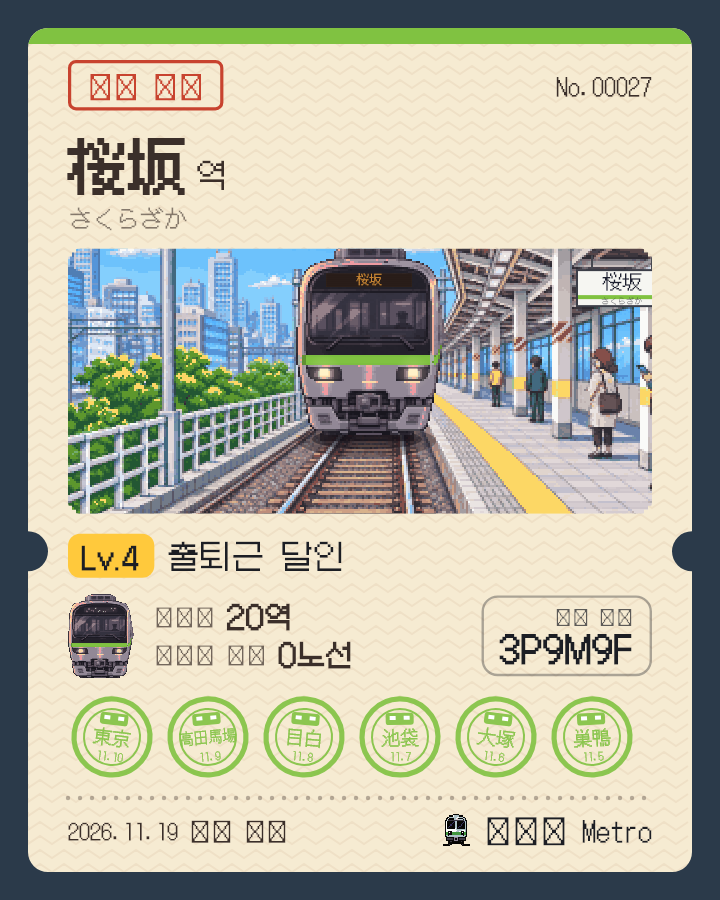 No. 00027
桜坂 역
さくらざか
桜坂
桜坂
さくらざか
Lv.4 출퇴근 달인
20역
0노선
3P9M9F
東京 11.10
高田馬場 11.9
目白 11.8
池袋 11.7
大塚 11.6
巣鴨 11.5
2026.11.19
Metro